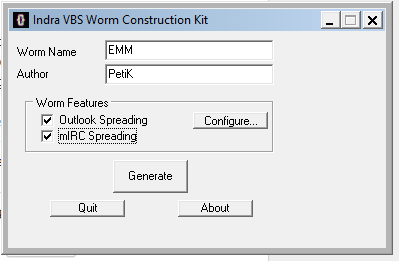 Indra VBS Worm Construction Kit
Worm Name EMM
Author PetiK
Worm Features
Outlook Spreading Configure...
mIRC Spreading
Generate
Quit About